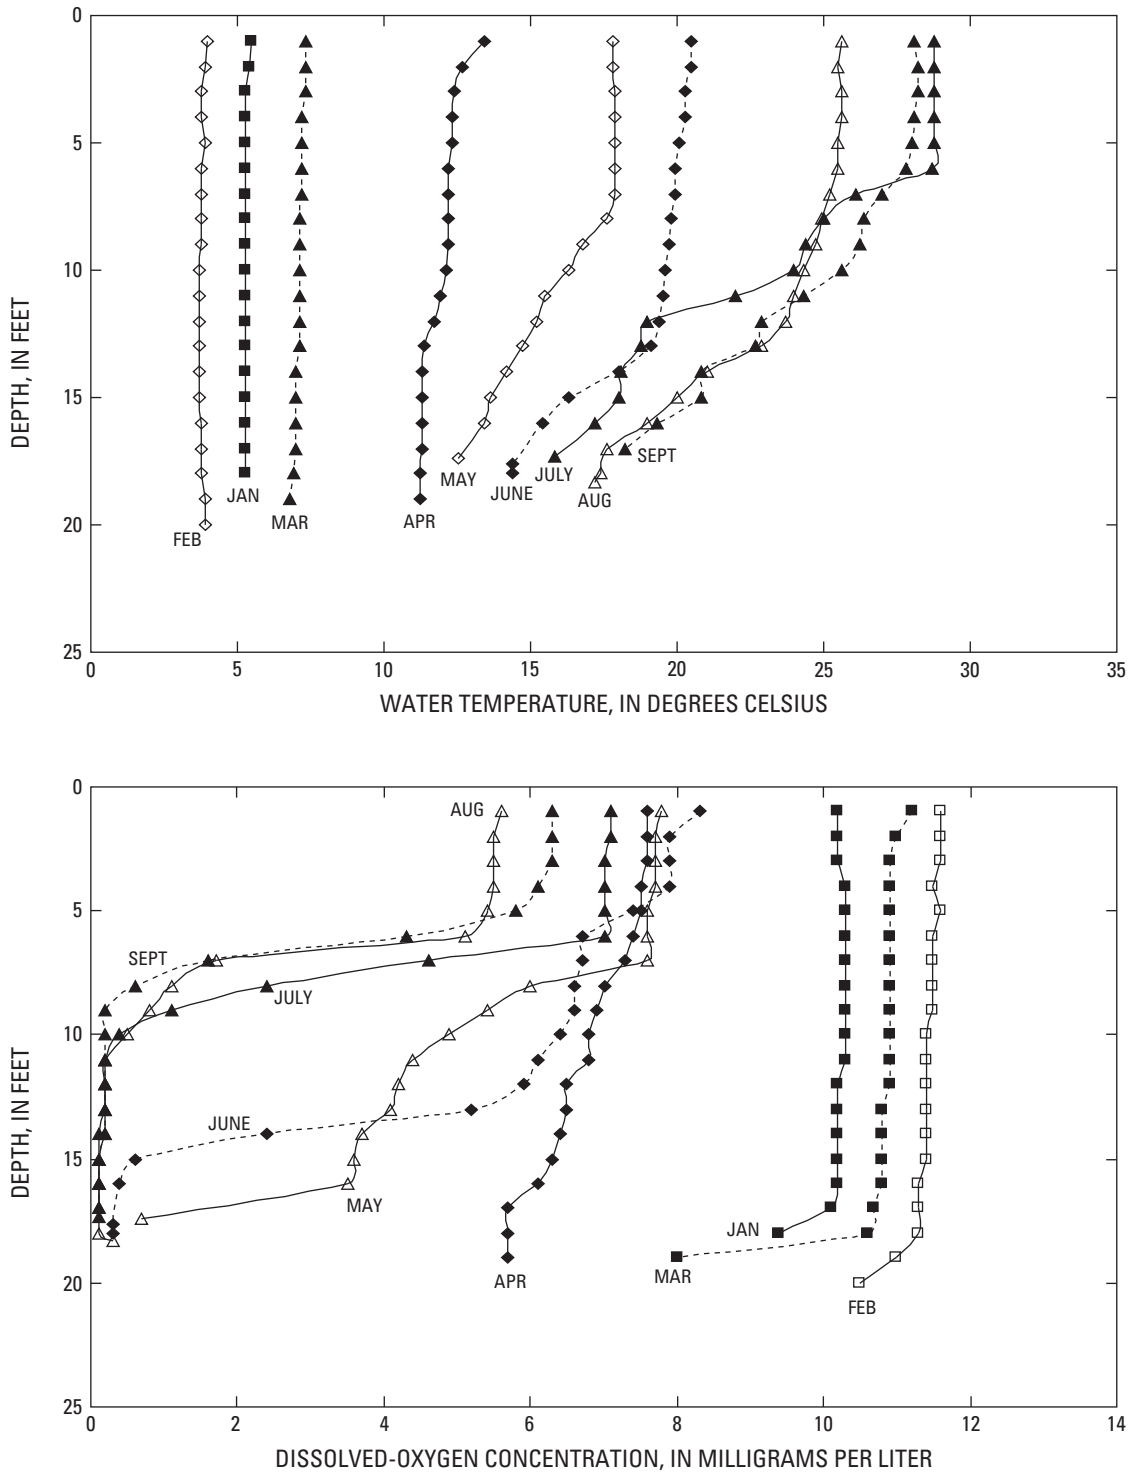 0
5
10
15
20
25
DEPTH, IN FEET
FEB
JAN
MAR
APR
MAY
JUNE
JULY
AUG
SEPT
0 5 10 15 20 25 30 35
WATER TEMPERATURE, IN DEGREES CELSIUS
0
5
10
15
20
25
DEPTH, IN FEET
AUG
SEPT
JULY
JUNE
MAY
APR
JAN
MAR
FEB
0 2 4 6 8 10 12 14
DISSOLVED-OXYGEN CONCENTRATION, IN MILLIGRAMS PER LITER